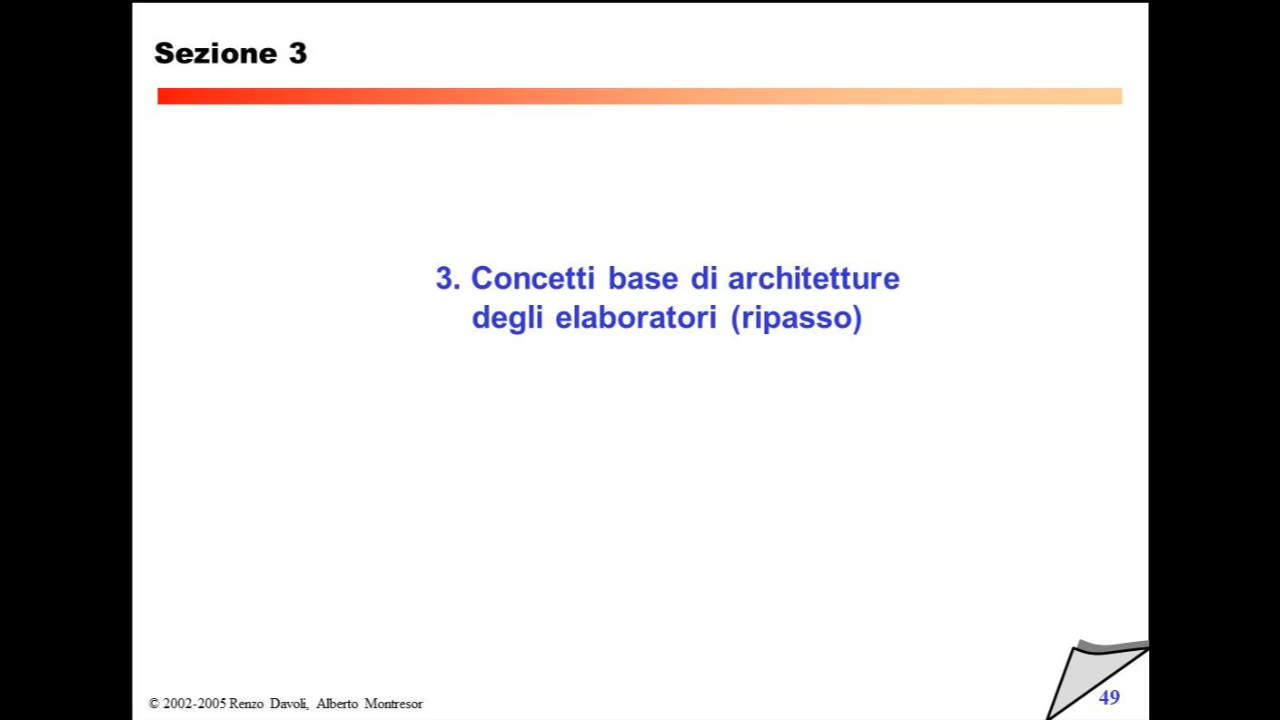 Sezione 3
3. Concetti base di architetture
degli elaboratori (ripasso)
© 2002-2005 Renzo Davoli, Alberto Montresor
49